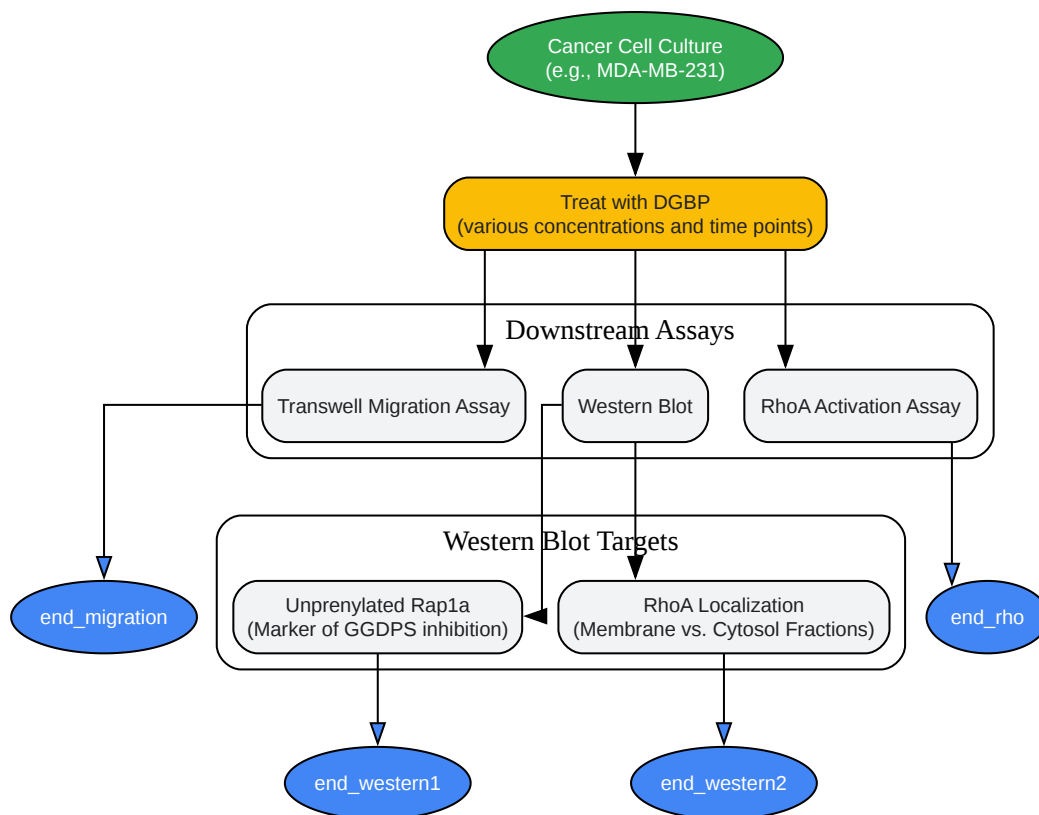 Cancer Cell Culture
(e.g., MDA-MB-231)
Treat with DGBP
(various concentrations and time points)
Downstream Assays
Transwell Migration Assay
Western Blot
RhoA Activation Assay
Western Blot Targets
Unprenylated Rap1a
(Marker of GGDPS inhibition)
RhoA Localization
(Membrane vs. Cytosol Fractions)
end_migration
end_rho
end_western1
end_western2